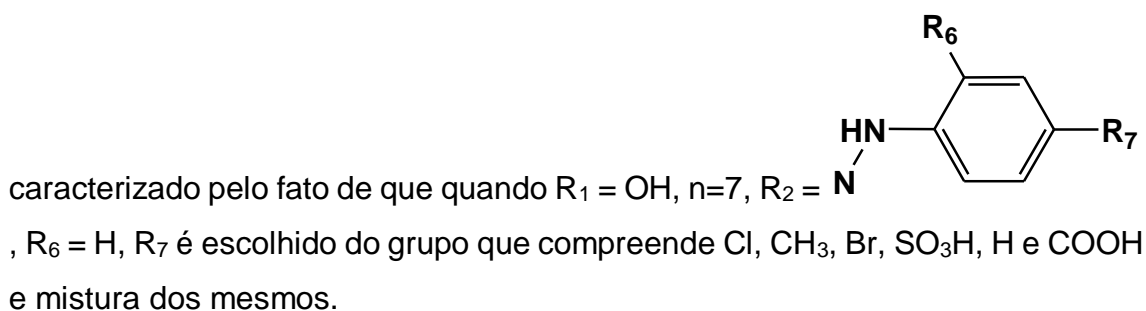 R₆
HN
R₇
caracterizado pelo fato de que quando R₁ = OH, n=7, R₂ = N
, R₆ = H, R₇ é escolhido do grupo que compreende Cl, CH₃, Br, SO₃H, H e COOH
e mistura dos mesmos.